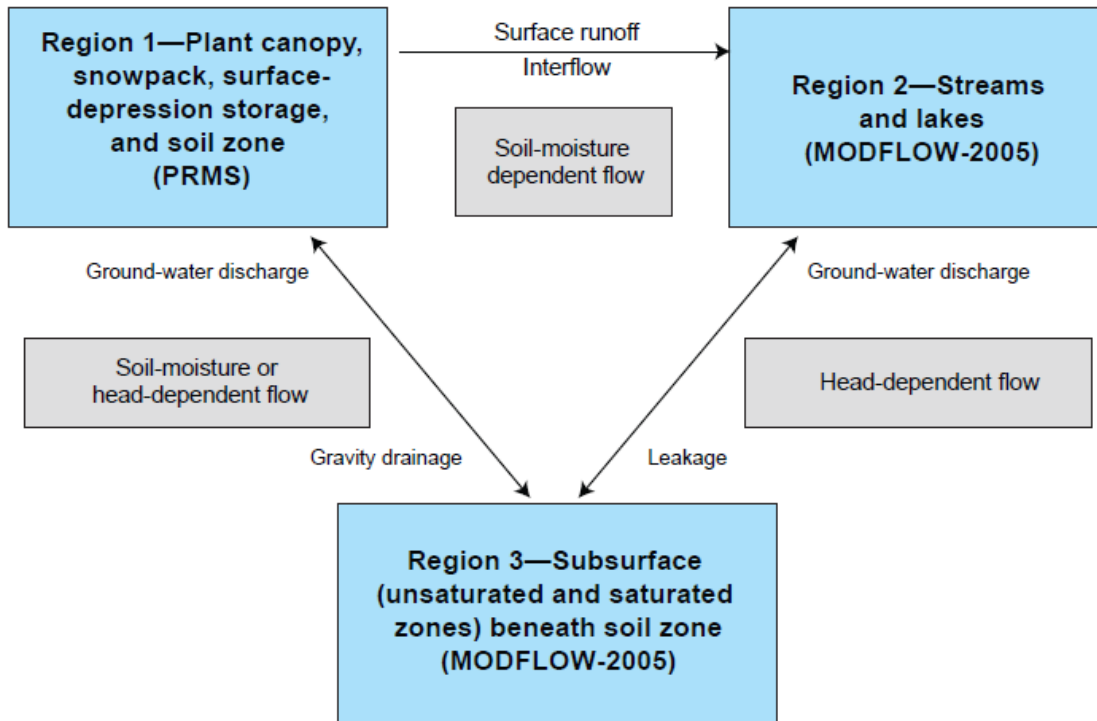 Region 1—Plant canopy,
snowpack, surface-
depression storage,
and soil zone
(PRMS)
Surface runoff
Interflow
Soil-moisture
dependent flow
Region 2—Streams
and lakes
(MODFLOW-2005)
Ground-water discharge
Ground-water discharge
Soil-moisture or
head-dependent flow
Head-dependent flow
Gravity drainage
Leakage
Region 3—Subsurface
(unsaturated and saturated
zones) beneath soil zone
(MODFLOW-2005)